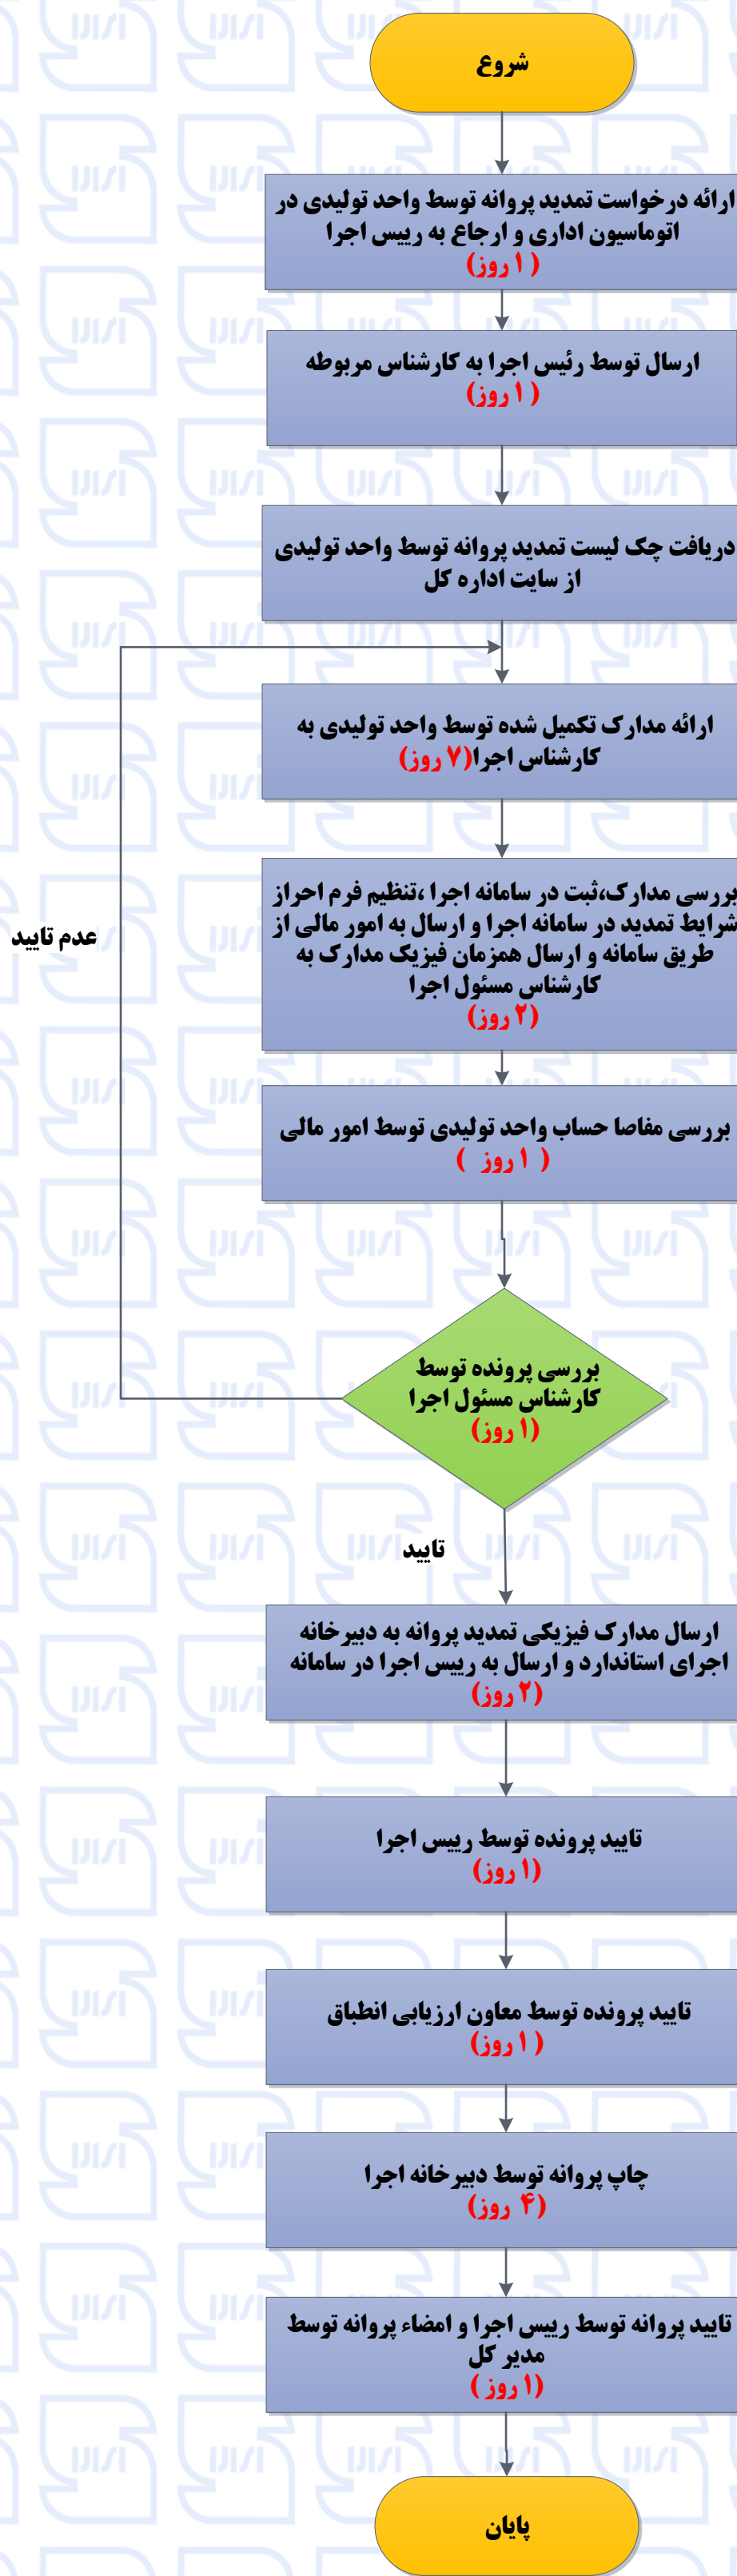 شروع
ارائه درخواست تمدید پروانه توسط واحد تولیدی در
اتوماسیون اداری و ارجاع به رییس اجرا
(۱ روز)
ارسال توسط رئیس اجرا به کارشناس مربوطه
(۱ روز)
دریافت چک لیست تمدید پروانه توسط واحد تولیدی
از سایت اداره کل
ارائه مدارک تکمیل شده توسط واحد تولیدی به
کارشناس اجرا(۷ روز)
بررسی مدارک،ثبت در سامانه اجرا ،تنظیم فرم احراز
شرایط تمدید در سامانه اجرا و ارسال به امور مالی از
طریق سامانه و ارسال همزمان فیزیک مدارک به
کارشناس مسئول اجرا
(۲ روز)
عدم تایید
بررسی مفاصا حساب واحد تولیدی توسط امور مالی
( ۱ روز )
بررسی پرونده توسط
کارشناس مسئول اجرا
(۱ روز)
تایید
ارسال مدارک فیزیکی تمدید پروانه به دبیرخانه
اجرای استاندارد و ارسال به رییس اجرا در سامانه
(۲ روز)
تایید پرونده توسط رییس اجرا
(۱ روز)
تایید پرونده توسط معاون ارزیابی انطباق
(۱ روز)
چاپ پروانه توسط دبیرخانه اجرا
(۴ روز)
تایید پروانه توسط رییس اجرا و امضاء پروانه توسط
مدیر کل
(۱ روز )
پایان